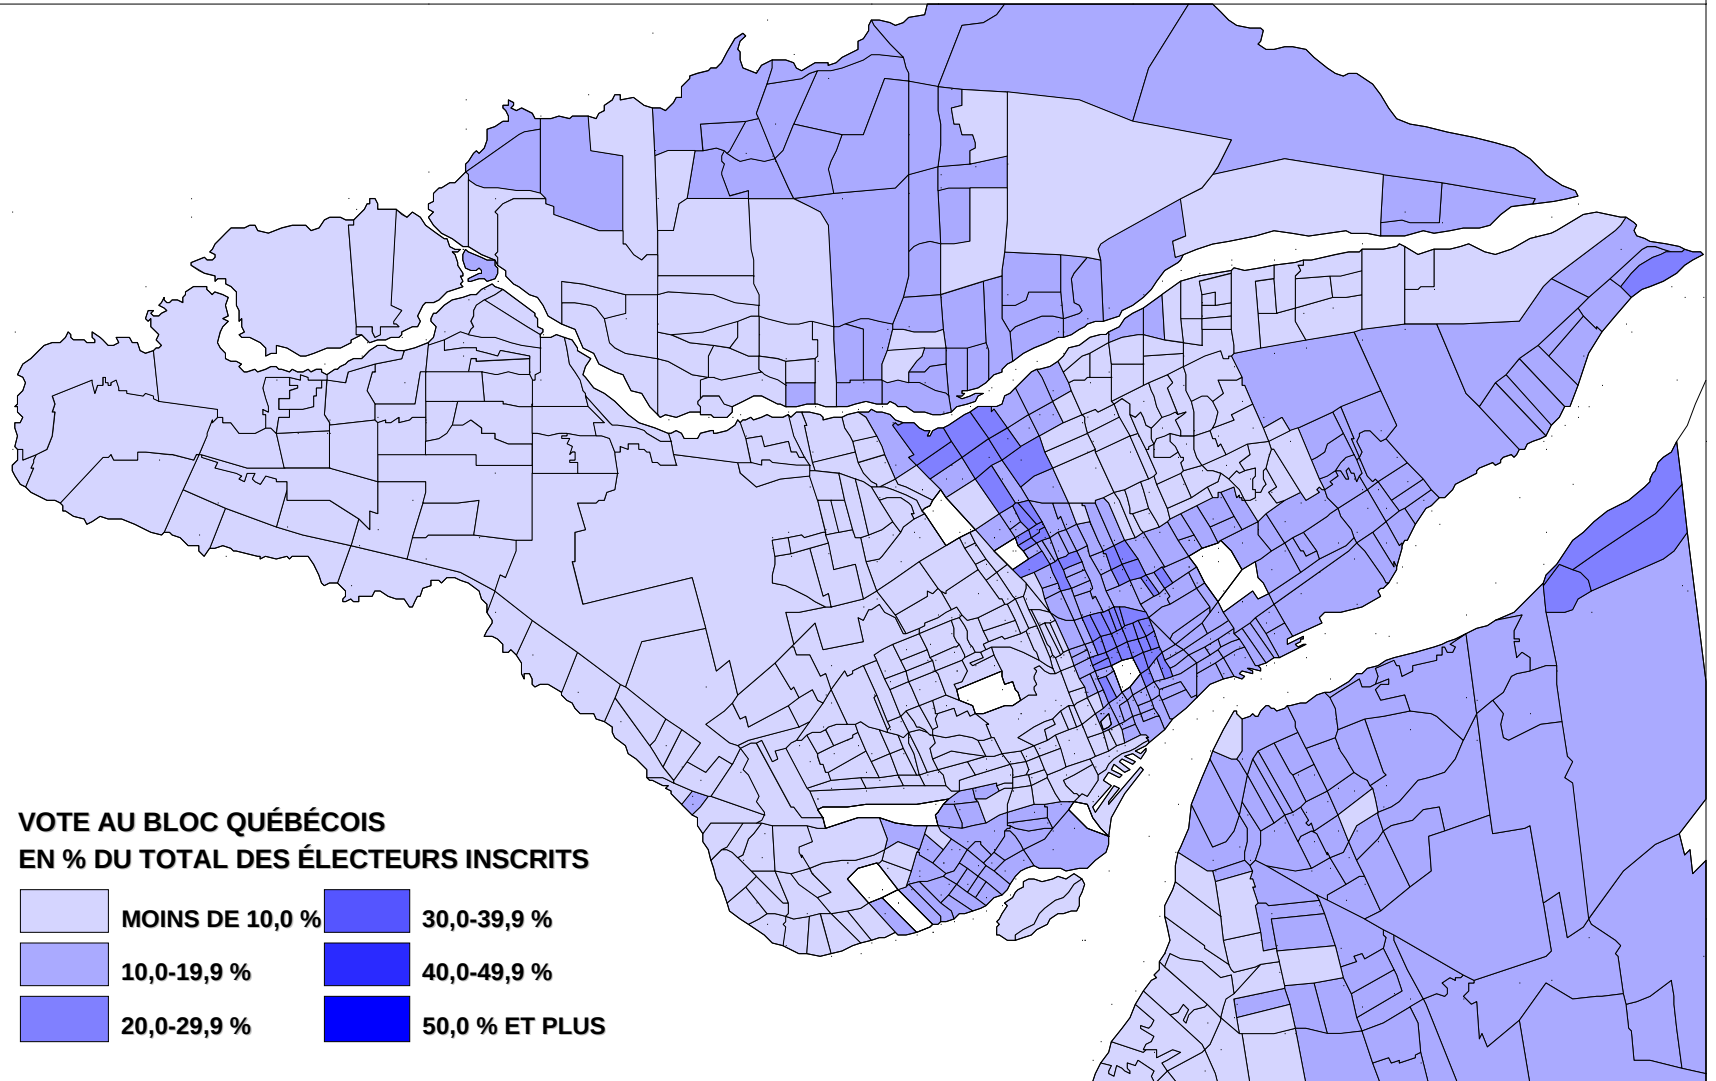 VOTE AU BLOC QUÉBÉCOIS
EN % DU TOTAL DES ÉLECTEURS INSCRITS
MOINS DE 10,0 %
10,0-19,9 %
20,0-29,9 %
30,0-39,9 %
40,0-49,9 %
50,0 % ET PLUS